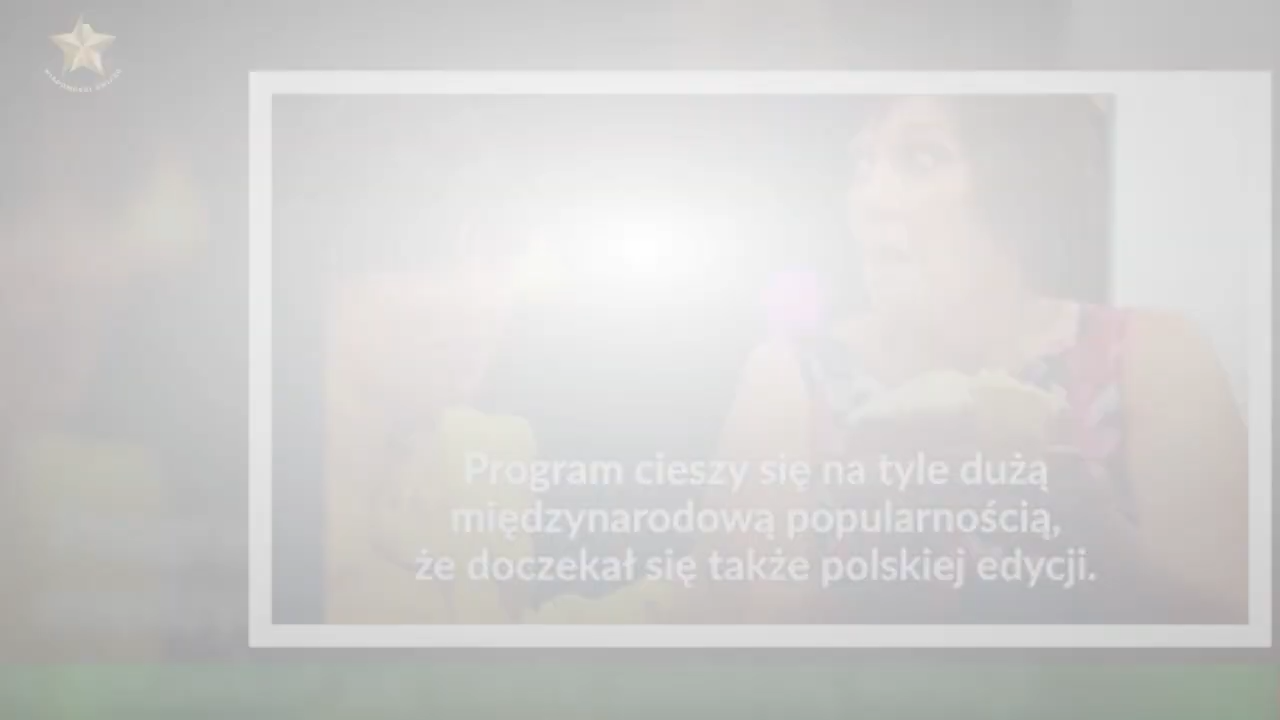 Program cieszy się na tyle dużą
międzynarodową popularnością,
że doczekał się także polskiej edycji.